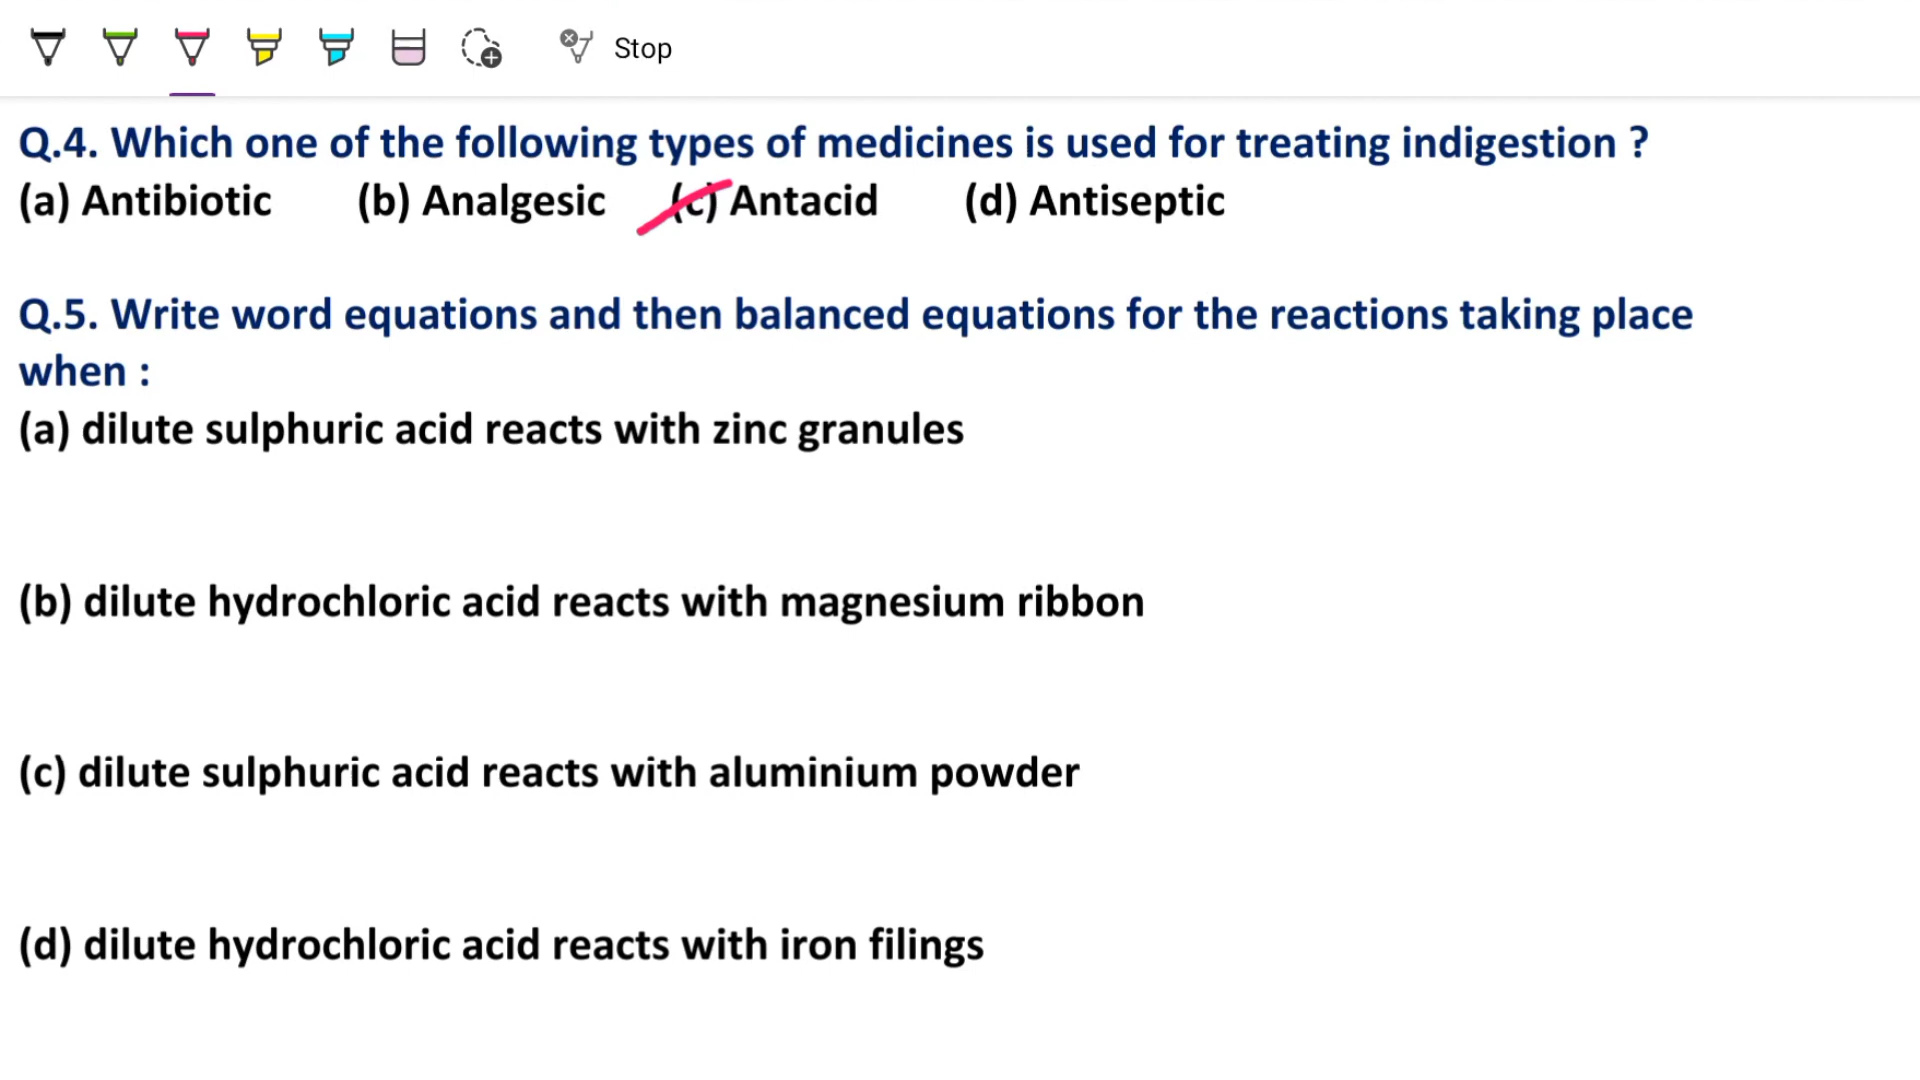 Stop
Q.4. Which one of the following types of medicines is used for treating indigestion ?
(a) Antibiotic (b) Analgesic (c) Antacid (d) Antiseptic
Q.5. Write word equations and then balanced equations for the reactions taking place
when :
(a) dilute sulphuric acid reacts with zinc granules
(b) dilute hydrochloric acid reacts with magnesium ribbon
(c) dilute sulphuric acid reacts with aluminium powder
(d) dilute hydrochloric acid reacts with iron filings